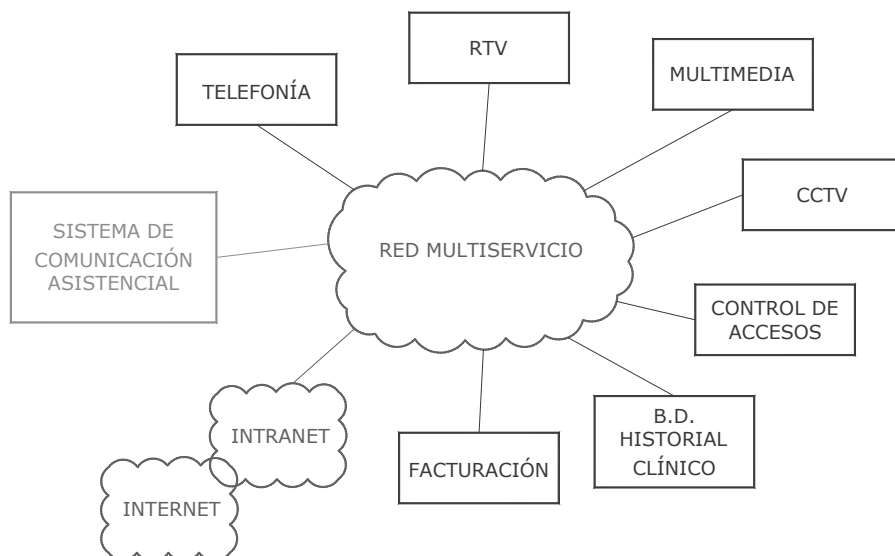 RTV
MULTIMEDIA
TELEFONÍA
CCTV
SISTEMA DE
COMUNICACIÓN
ASISTENCIAL
RED MULTISERVICIO
CONTROL DE
ACCESOS
INTRANET
B.D.
HISTORIAL
CLÍNICO
FACTURACIÓN
INTERNET